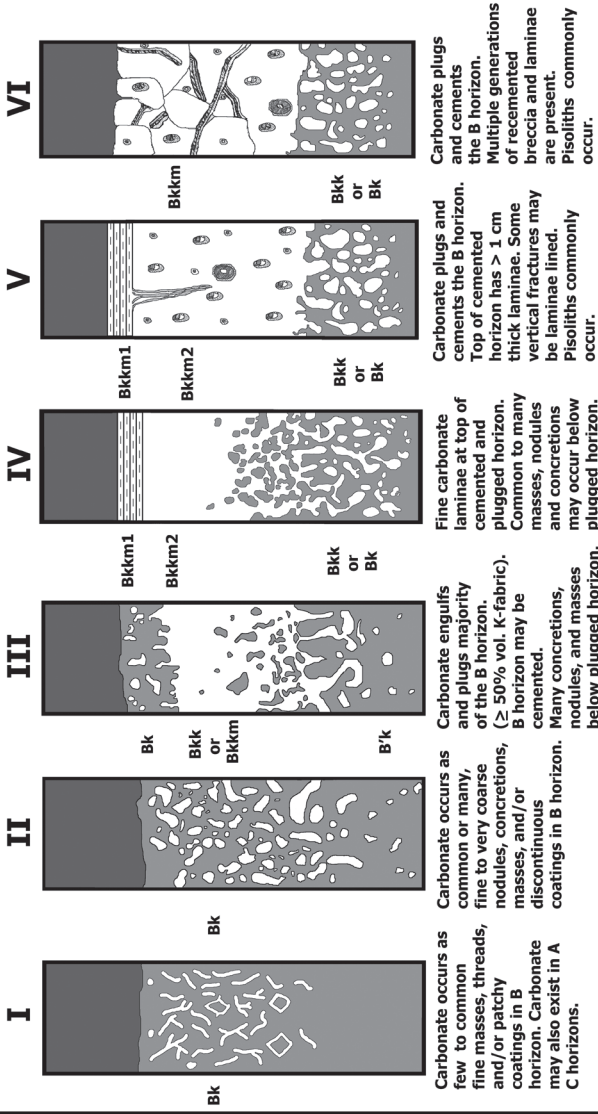 I
Bk
Carbonate occurs as
few to common
fine masses, threads,
and/or patchy
coatings in B
horizon. Carbonate
may also exist in A
C horizons.
II
Bk
Carbonate occurs as
common or many,
fine to very coarse
nodules, concretions,
masses, and/or
discontinuous
coatings in B horizon.
III
Bk
Bkk
or
Bkkm
B'k
Carbonate engulfs
and plugs majority
of the B horizon.
(≥ 50% vol. K-fabric).
B horizon may be
cemented.
Many concretions,
nodules, and masses
below plugged horizon.
IV
Bkkm1
Bkkm2
Bkk
or
Bk
Fine carbonate
laminae at top of
cemented and
plugged horizon.
Common to many
masses, nodules
and concretions
may occur below
plugged horizon.
V
Bkkm1
Bkkm2
Bkk
or
Bk
Carbonate plugs and
cements the B horizon.
Top of cemented
horizon has > 1 cm
thick laminae. Some
vertical fractures may
be laminae lined.
Pisoliths commonly
occur.
VI
Bkkm
Bkk
or
Bk
Carbonate plugs
and cements
the B horizon.
Multiple generations
of recemented
breccia and laminae
are present.
Pisoliths commonly
occur.